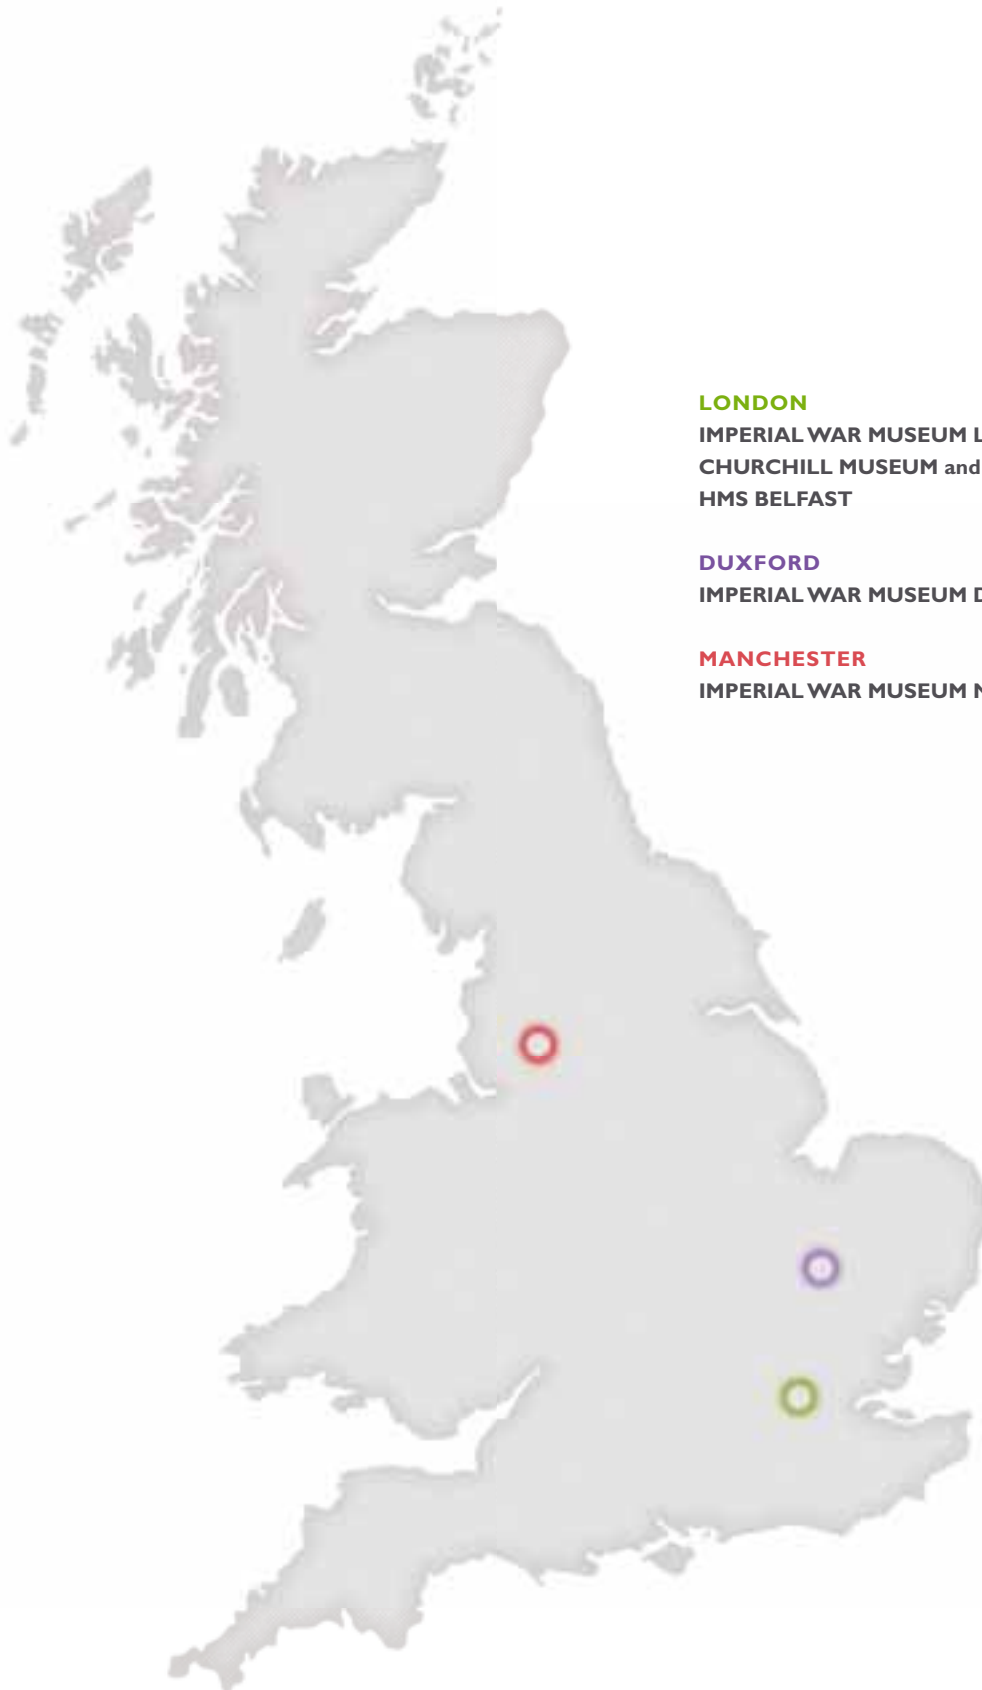 LONDON
IMPERIAL WAR MUSEUM L
CHURCHILL MUSEUM and
HMS BELFAST
DUXFORD
IMPERIAL WAR MUSEUM D
MANCHESTER
IMPERIAL WAR MUSEUM N